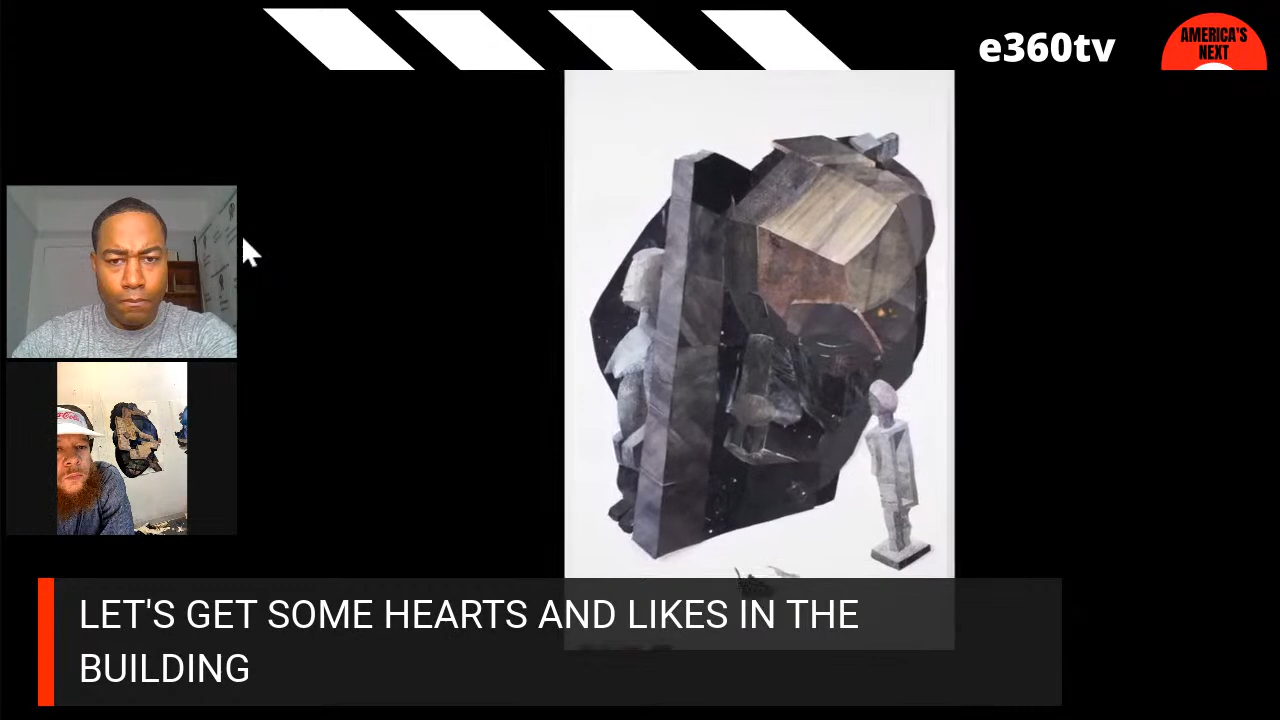 e360tv
AMERICA'S
NEXT
LET'S GET SOME HEARTS AND LIKES IN THE
BUILDING